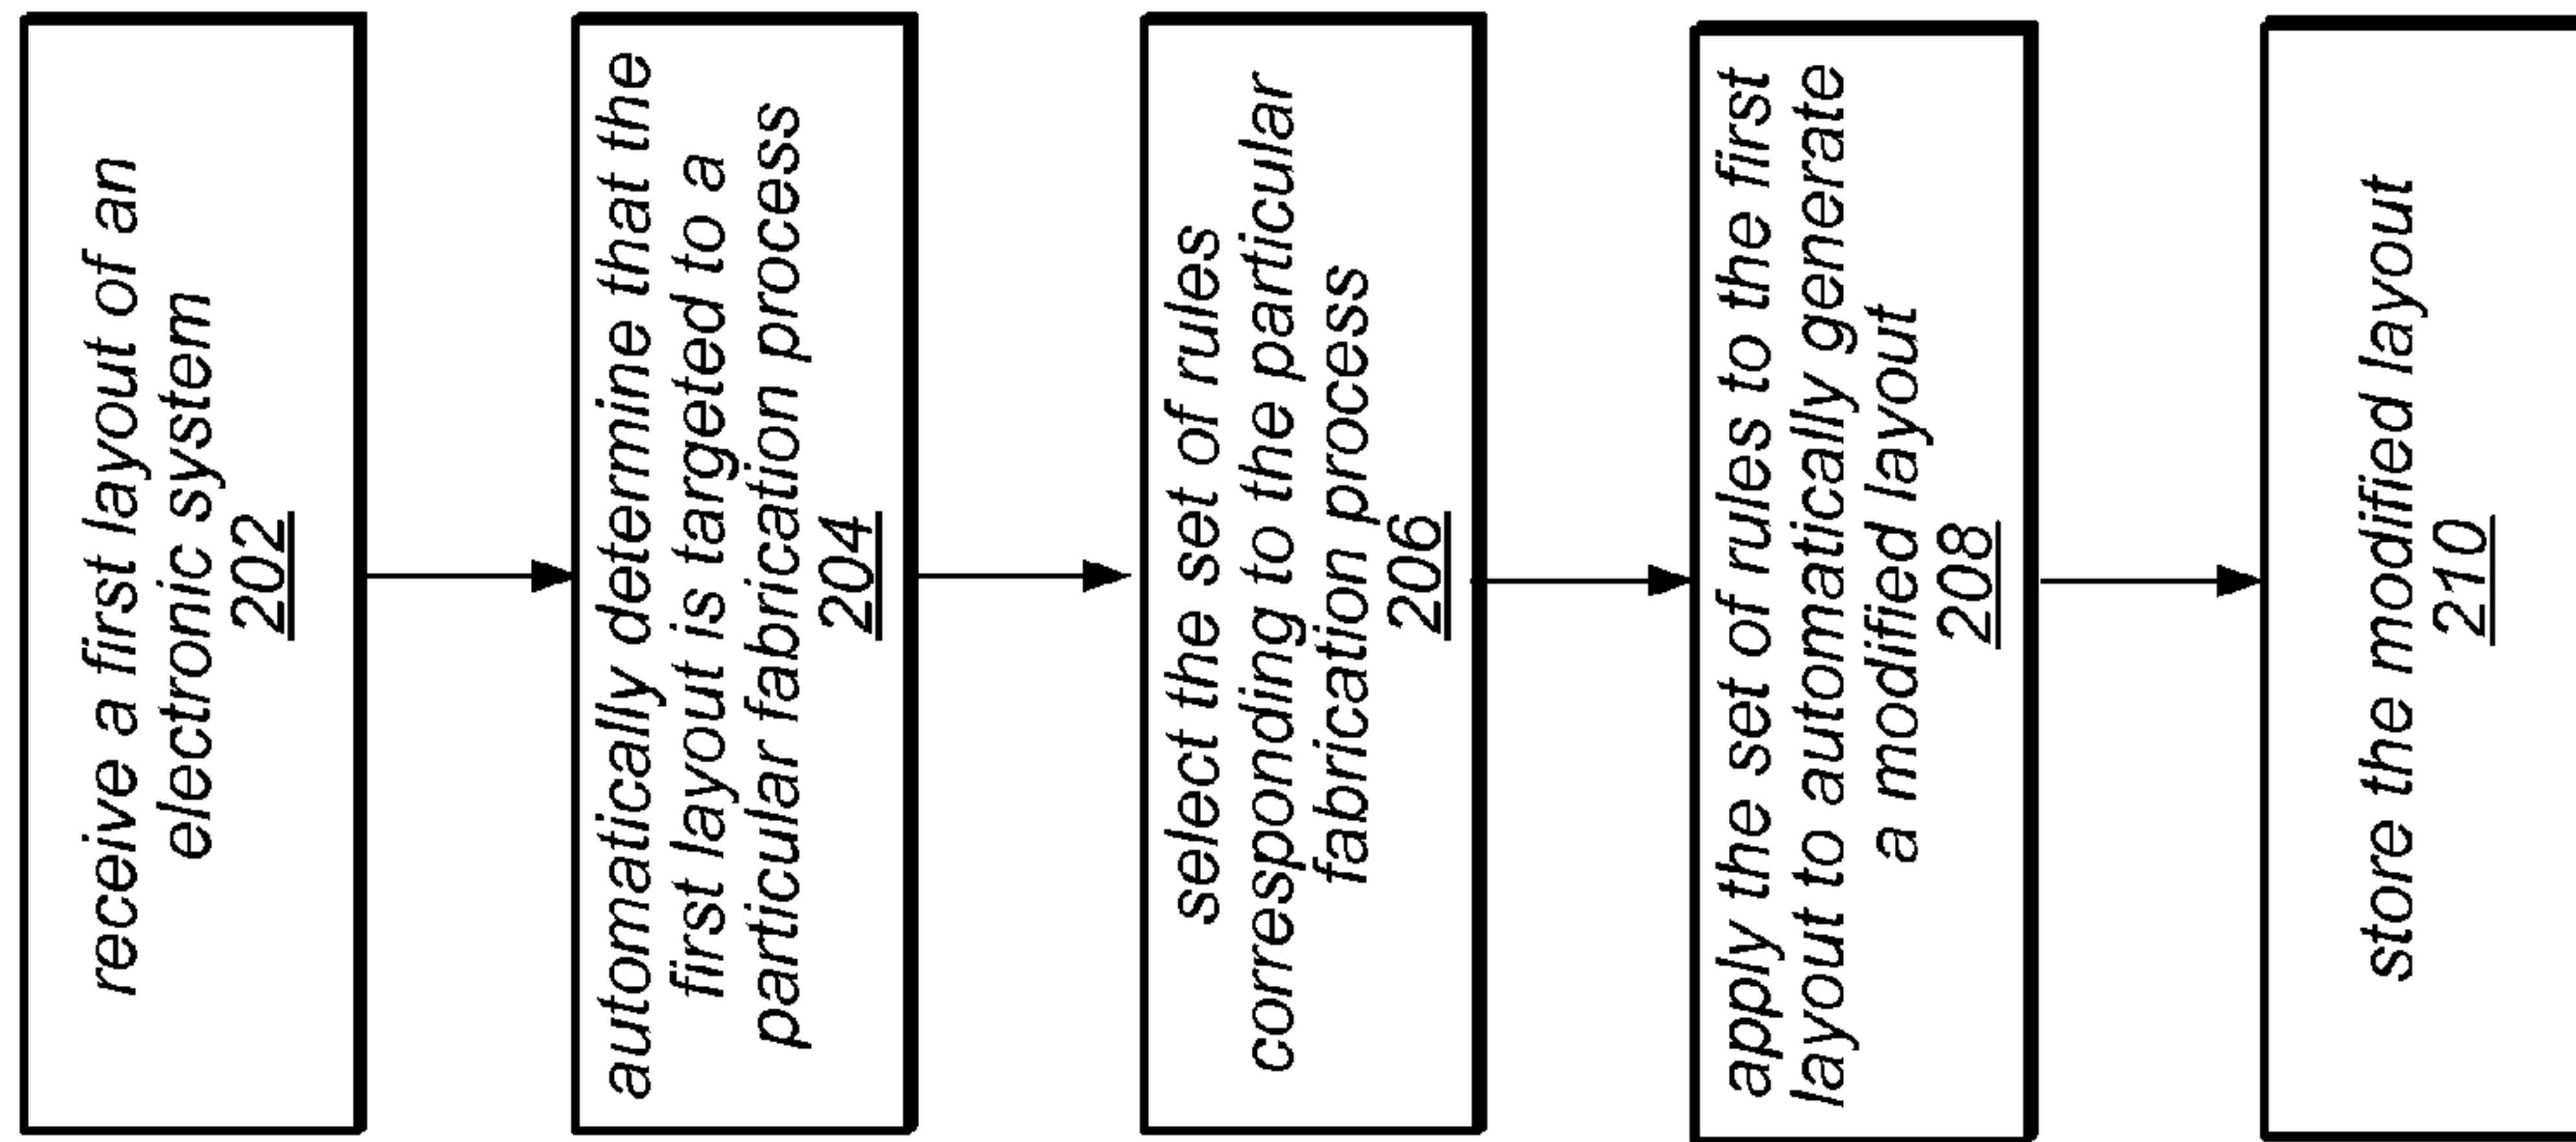 receive a first layout of an
electronic system
202
automatically determine that the
first layout is targeted to a
particular fabrication process
204
select the set of rules
corresponding to the particular
fabrication process
206
apply the set of rules to the first
layout to automatically generate
a modified layout
208
store the modified layout
210